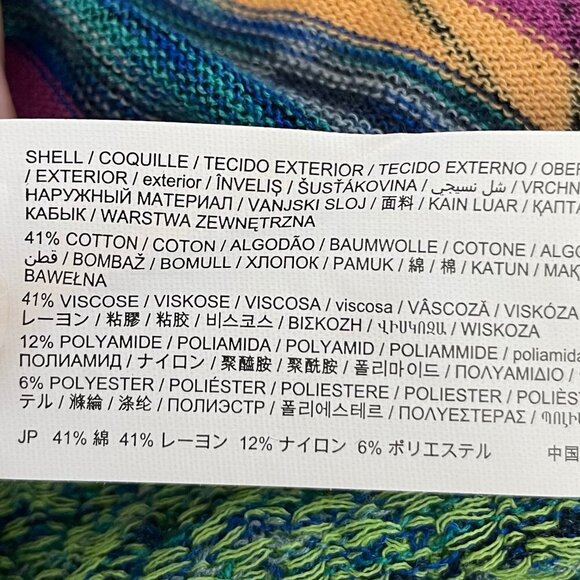 SHELL / COQUILLE / TECIDO EXTERIOR / TECIDO EXTERNO / OBER
/ EXTERIOR / exterior / ÎNVELIȘ / ŠUSŤÁKOVINA / شل نسيجي / VRCHN
НАРУЖНЫЙ МАТЕРИАЛ / VANJSKI SLOJ / 面料 / KAIN LUAR / ҚАПТА
КАБЫК / WARSTWA ZEWNĘTRZNA
41% COTTON / COTON / ALGODÃO / BAUMWOLLE / COTONE / ALGO
قطن / BOMBAŽ / BOMULL / ХЛОПОК / PAMUK / 綿 / 棉 / KATUN / МАҚ
BAWEŁNA
41% VISCOSE / VISKOSE / VISCOSA / viscosa / VÂSCOZĂ / VISKÓZA
レーヨン / 粘膠 / 粘胶 / 비스코스 / ΒΙΣΚΟΖΗ / ՎԻՍԿՈԶԱ / WISKOZA
12% POLYAMIDE / POLIAMIDA / POLYAMID / POLIAMMIDE / poliamida
ПОЛИАМИД / ナイロン / 聚醯胺 / 聚酰胺 / 폴리마이드 / ΠΟΛΥΑΜΙΔΙΟ /
6% POLYESTER / POLIÉSTER / POLIESTERE / POLIESTER / POLIÈST
テル / 滌綸 / 涤纶 / ПОЛИЭСТР / 폴리에스테르 / ΠΟΛΥΕΣΤΕΡΑΣ / ՊՈԼԻ
JP 41% 綿 41% レーヨン 12% ナイロン 6% ポリエステル 中国